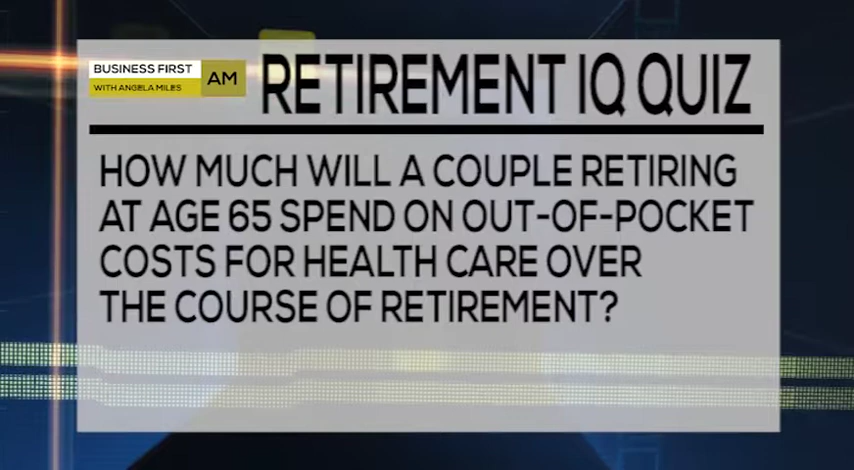 BUSINESS FIRST
WITH ANGELA MILES
AM
RETIREMENT IQ QUIZ
HOW MUCH WILL A COUPLE RETIRING
AT AGE 65 SPEND ON OUT-OF-POCKET
COSTS FOR HEALTH CARE OVER
THE COURSE OF RETIREMENT?